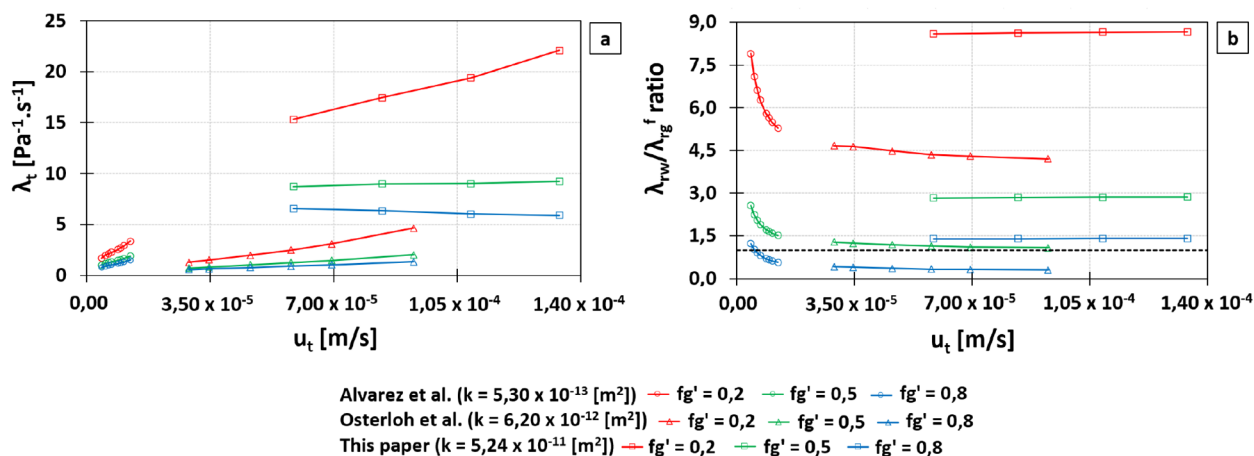 a
λt [Pa⁻¹.s⁻¹]
25
20
15
10
5
0
0,00
3,50 x 10⁻⁵
7,00 x 10⁻⁵
1,05 x 10⁻⁴
1,40 x 10⁻⁴
ut [m/s]
b
λrw/λrg^f ratio
9,0
7,5
6,0
4,5
3,0
1,5
0,0
0,00
3,50 x 10⁻⁵
7,00 x 10⁻⁵
1,05 x 10⁻⁴
1,40 x 10⁻⁴
ut [m/s]
Alvarez et al. (k = 5,30 x 10⁻¹³ [m²]) fg' = 0,2 fg' = 0,5 fg' = 0,8
Osterloh et al. (k = 6,20 x 10⁻¹² [m²]) fg' = 0,2 fg' = 0,5 fg' = 0,8
This paper (k = 5,24 x 10⁻¹¹ [m²]) fg' = 0,2 fg' = 0,5 fg' = 0,8